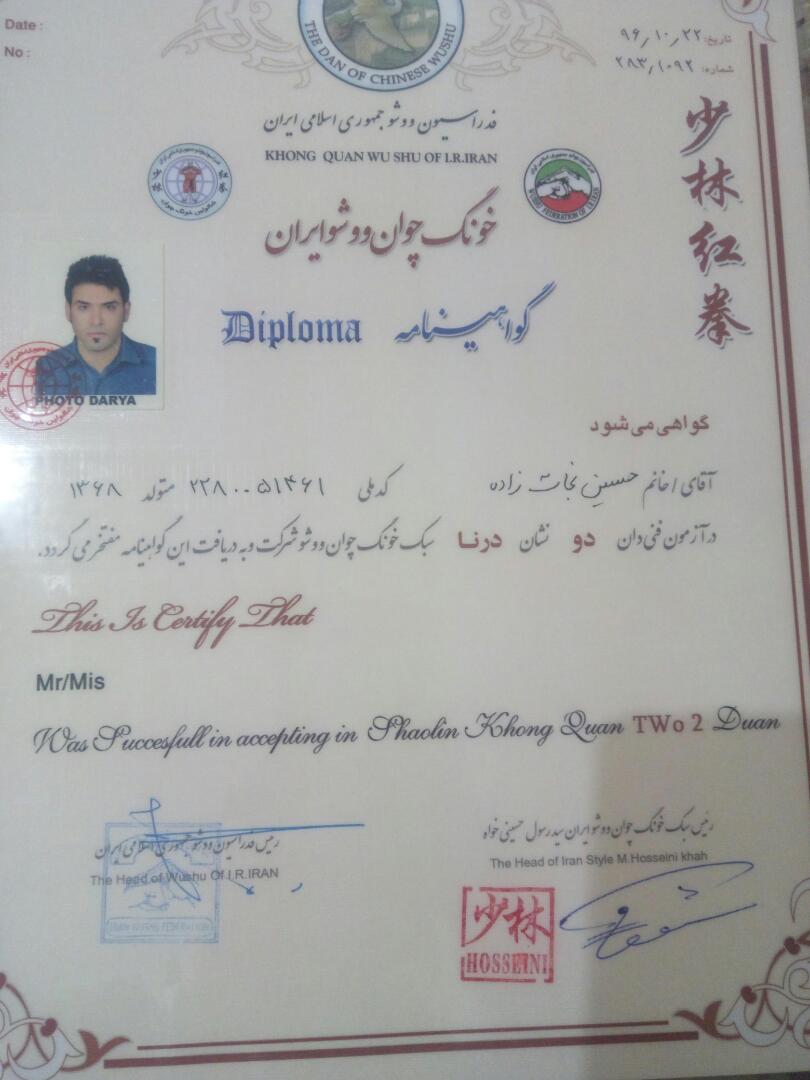 Date :
No :
تاریخ: ۹۶/۱۰/۲۲
شماره: ۲۸۳/۱۰۹۲
THE DAN OF CHINESE WUSHU
فدراسیون ووشو جمهوری اسلامی ایران
KHONG QUAN WU SHU OF I.R.IRAN
WUSHU FEDERATION OF I.R.IRAN
خونگ چوان ووشو ایران
少林红拳
Diploma گواهینامه
PHOTO DARYA
گواهی می شود
آقای / خانم حسین نجات زاده کدملی ۲۲۸۰۰۵۱۴۶۱ متولد ۱۳۶۸
در آزمون فنی دان دو نشان درنا سبک خونگ چوان ووشو شرکت و به دریافت این گواهینامه مفتخر می گردد.
This Is Certify That
Mr/Mis
Was Succesfull in accepting in Shaolin Khong Quan TWo 2 Duan
رئیس فدراسیون ووشو جمهوری اسلامی ایران
The Head of Wushu Of I.R.IRAN
رئیس سبک خونگ چوان ووشو ایران سید رسول حسینی خواه
The Head of Iran Style M.Hosseini khah
少林
HOSSEINI